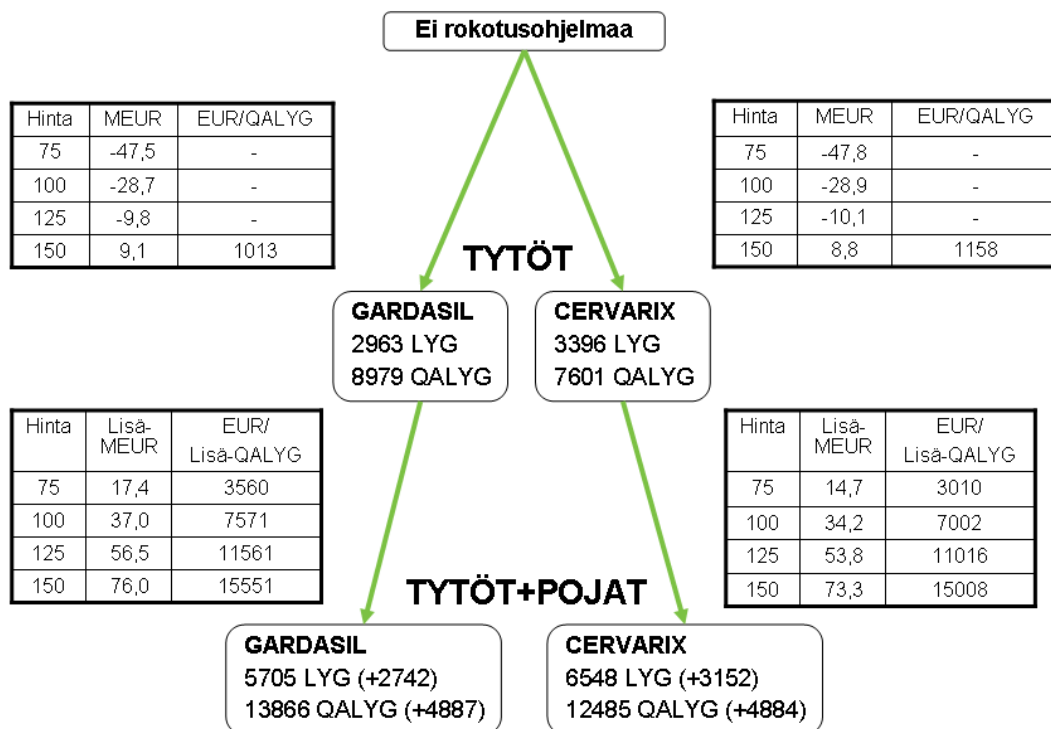 Ei rokotusohjelmaa
Hinta MEUR EUR/QALYG
75 -47,5 -
100 -28,7 -
125 -9,8 -
150 9,1 1013
Hinta MEUR EUR/QALYG
75 -47,8 -
100 -28,9 -
125 -10,1 -
150 8,8 1158
TYTÖT
GARDASIL
2963 LYG
8979 QALYG
CERVARIX
3396 LYG
7601 QALYG
Hinta Lisä- EUR/
MEUR Lisä-QALYG
75 17,4 3560
100 37,0 7571
125 56,5 11561
150 76,0 15551
Hinta Lisä- EUR/
MEUR Lisä-QALYG
75 14,7 3010
100 34,2 7002
125 53,8 11016
150 73,3 15008
TYTÖT+POJAT
GARDASIL
5705 LYG (+2742)
13866 QALYG (+4887)
CERVARIX
6548 LYG (+3152)
12485 QALYG (+4884)